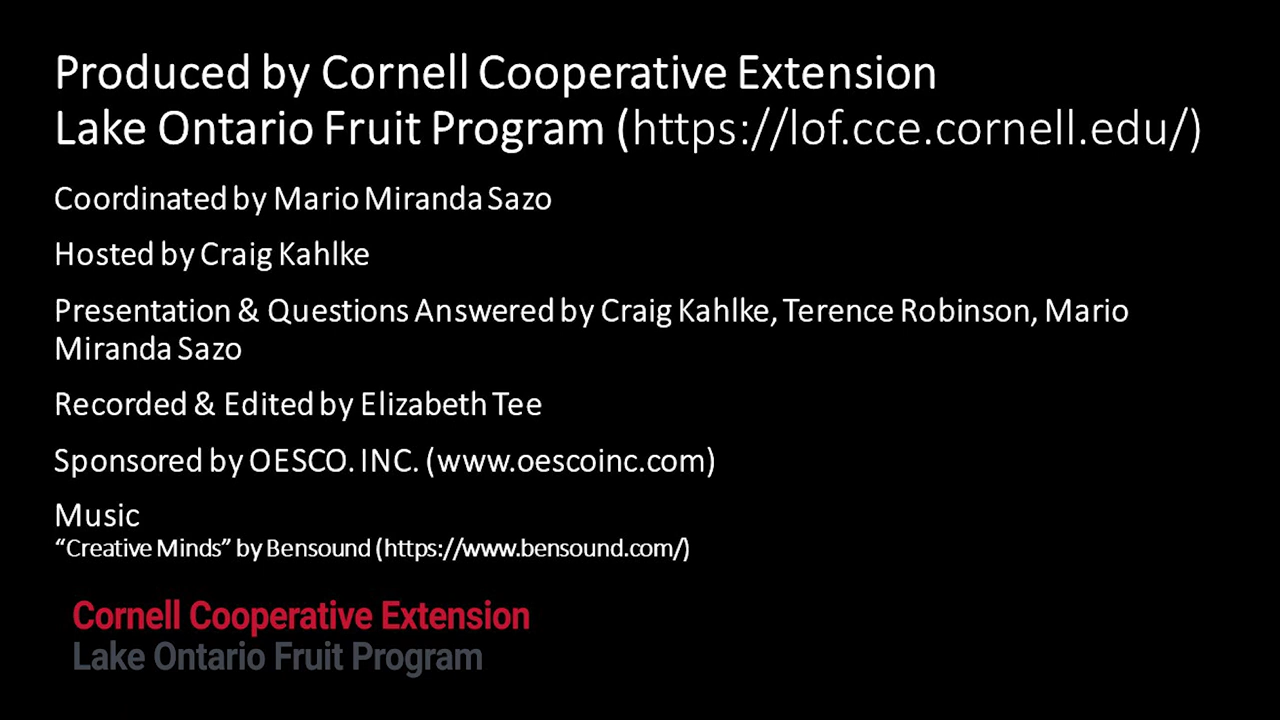 Produced by Cornell Cooperative Extension
Lake Ontario Fruit Program (https://lof.cce.cornell.edu/)
Coordinated by Mario Miranda Sazo
Hosted by Craig Kahlke
Presentation & Questions Answered by Craig Kahlke, Terence Robinson, Mario
Miranda Sazo
Recorded & Edited by Elizabeth Tee
Sponsored by OESCO. INC. (www.oescoinc.com)
Music
“Creative Minds” by Bensound (https://www.bensound.com/)
Cornell Cooperative Extension
Lake Ontario Fruit Program